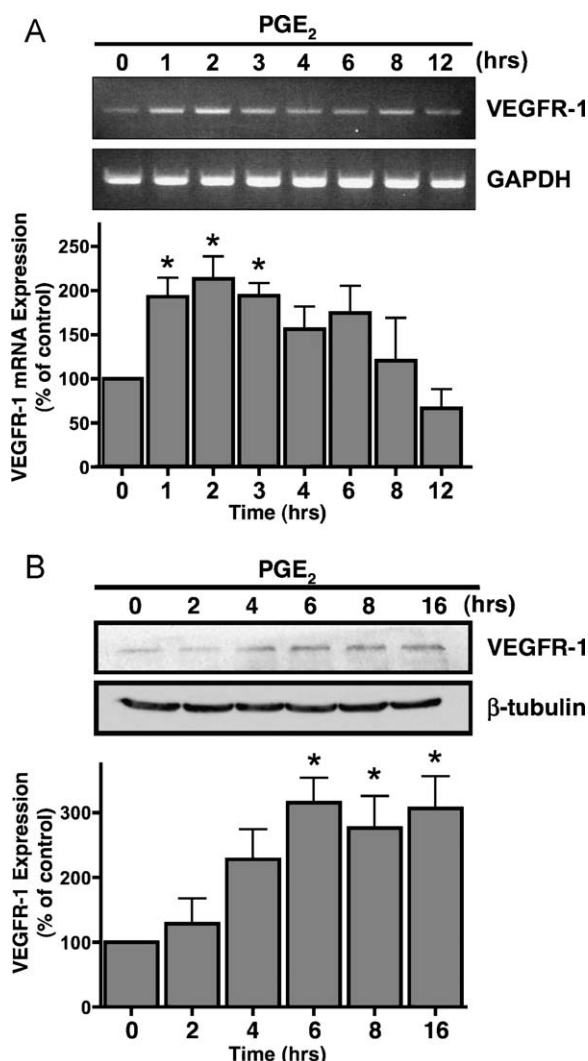 A
PGE₂
0 1 2 3 4 6 8 12 (hrs)
VEGFR-1
GAPDH
VEGFR-1 mRNA Expression
(% of control)
250
200
150
100
50
0
* * *
0 1 2 3 4 6 8 12
Time (hrs)
B
PGE₂
0 2 4 6 8 16 (hrs)
VEGFR-1
β-tubulin
VEGFR-1 Expression
(% of control)
300
200
100
0
* * *
0 2 4 6 8 16
Time (hrs)